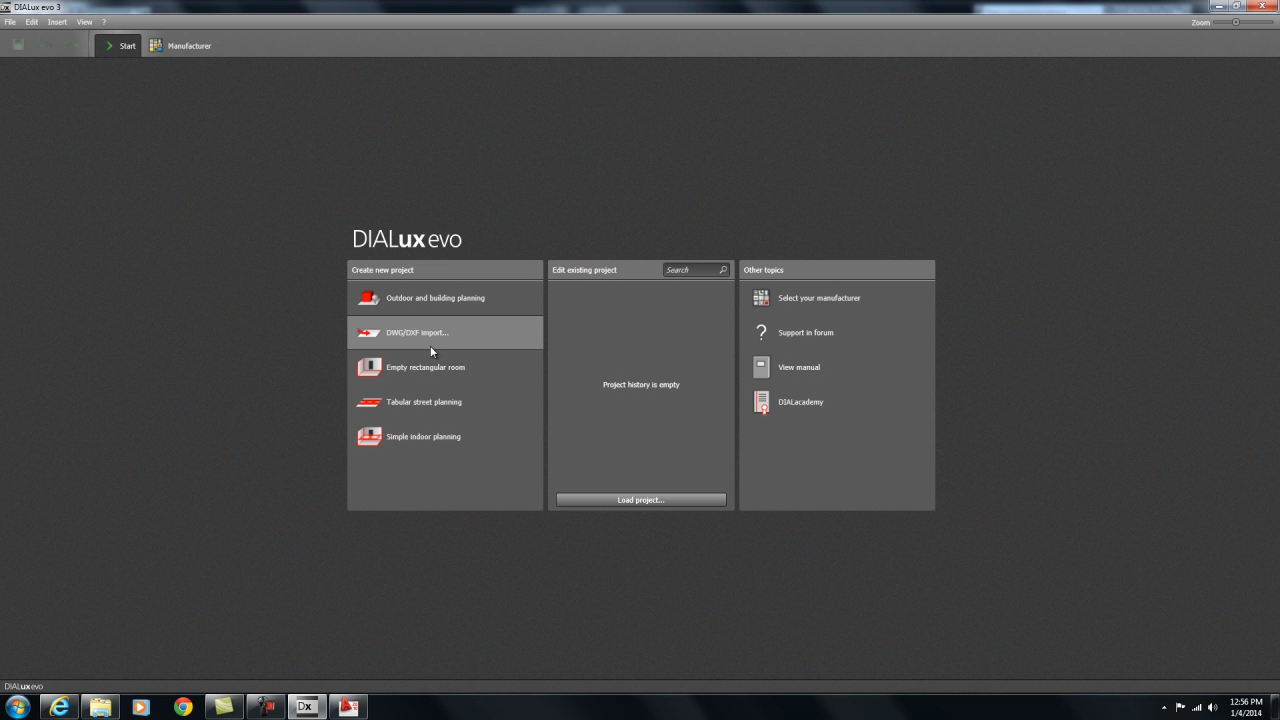 DIALux evo 3
File Edit Insert View ?
Zoom
Start Manufacturer
DIALux evo
Create new project
Outdoor and building planning
DWG/DXF import...
Empty rectangular room
Tabular street planning
Simple indoor planning
Edit existing project Search
Project history is empty
Load project...
Other topics
Select your manufacturer
? Support in forum
View manual
DIALacademy
DIALux evo
Dx
12:56 PM
1/4/2014